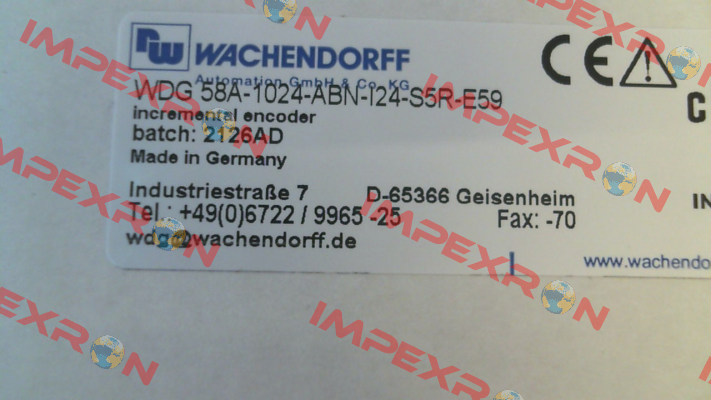 WACHENDORFF
Automation GmbH & Co. KG
WDG 58A-1024-ABN-I24-S5R-E59
incremental encoder
batch: 2126AD
Made in Germany
Industriestraße 7 D-65366 Geisenheim
Tel.: +49(0)6722 / 9965 -25 Fax: -70
wdg@wachendorff.de
CE
C
IN
www.wachendo
IMPEXRON
IMPEXRON
IMPEXRON
IMPEXRON
IMPEXRON
IMPEXRON
IMPEXRON